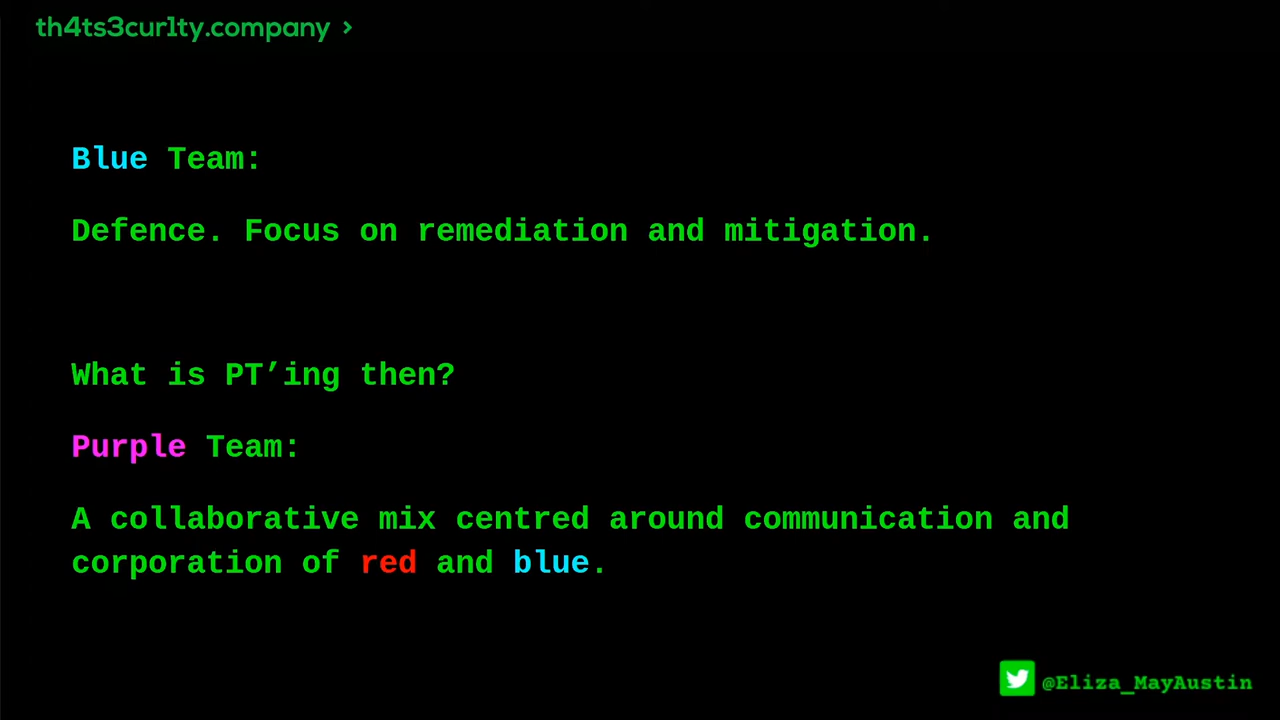 th4ts3cur1ty.company >
Blue Team:
Defence. Focus on remediation and mitigation.
What is PT’ing then?
Purple Team:
A collaborative mix centred around communication and
corporation of red and blue.
@Eliza_MayAustin